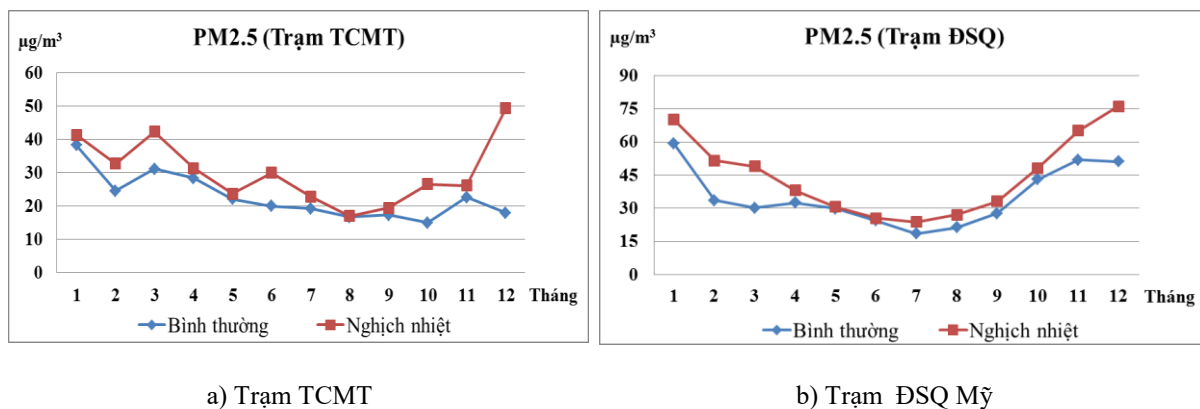 PM2.5 (Trạm TCMT)
µg/m³
60
50
40
30
20
10
0
1 2 3 4 5 6 7 8 9 10 11 12 Tháng
Bình thường Nghịch nhiệt
a) Trạm TCMT
PM2.5 (Trạm ĐSQ)
µg/m³
90
75
60
45
30
15
0
1 2 3 4 5 6 7 8 9 10 11 12 Tháng
Bình thường Nghịch nhiệt
b) Trạm ĐSQ Mỹ